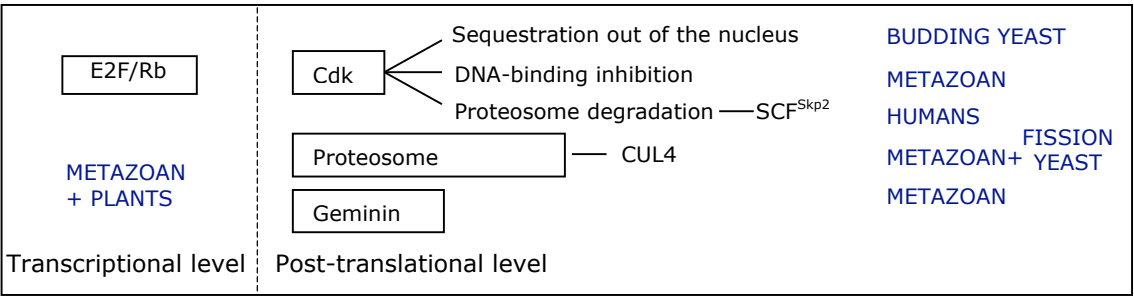 E2F/Rb
METAZOAN
+ PLANTS
Transcriptional level
Cdk
Sequestration out of the nucleus
BUDDING YEAST
DNA-binding inhibition
METAZOAN
Proteosome degradation — SCF^Skp2
HUMANS
Proteosome — CUL4
METAZOAN+ FISSION
YEAST
Geminin
METAZOAN
Post-translational level